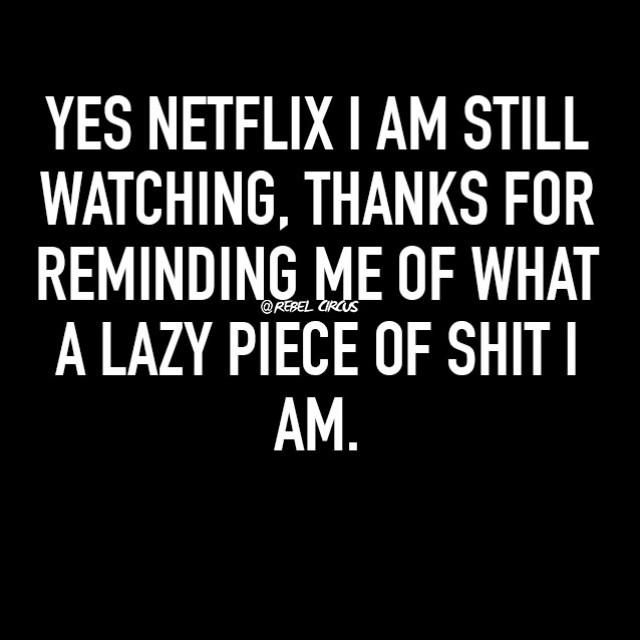 YES NETFLIX I AM STILL
WATCHING, THANKS FOR
REMINDING ME OF WHAT
@REBEL CIRCUS
A LAZY PIECE OF SHIT I
AM.